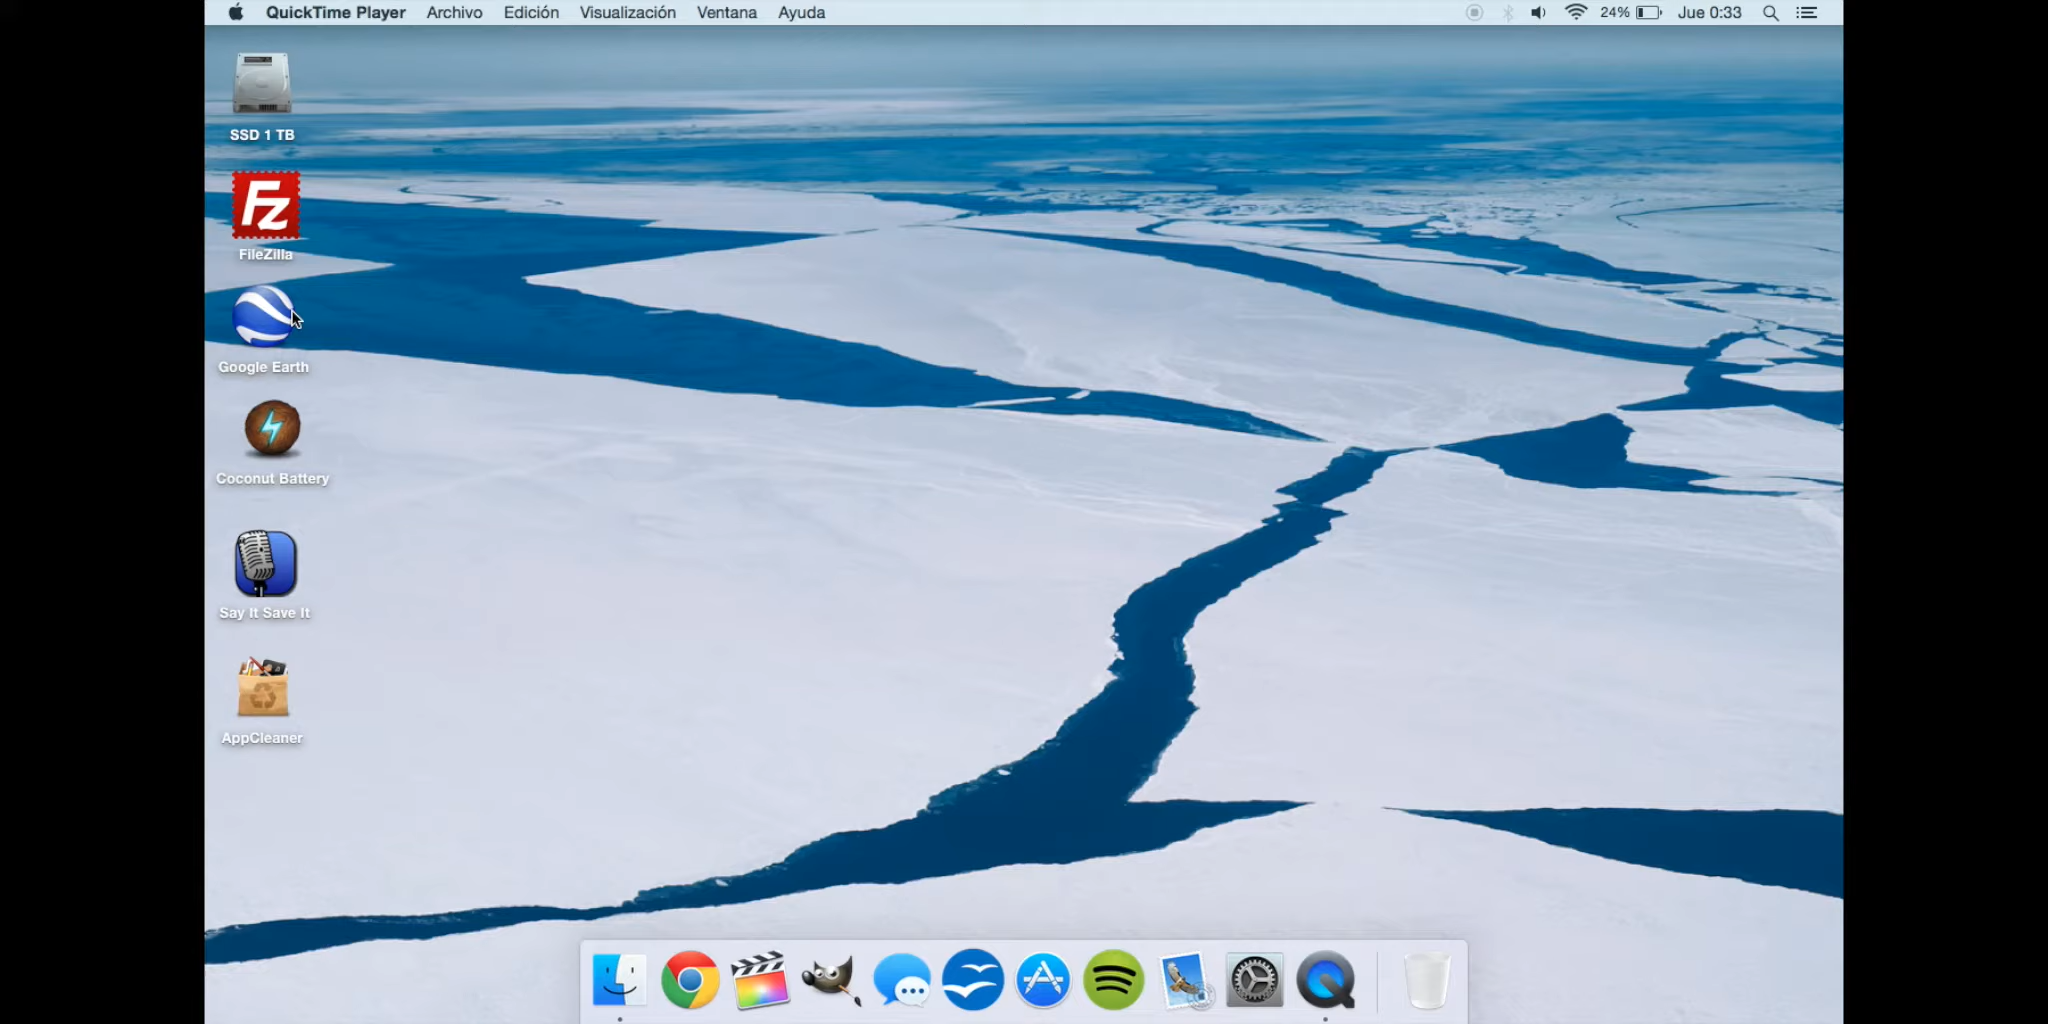 QuickTime Player Archivo Edición Visualización Ventana Ayuda 24% Jue 0:33
SSD 1 TB
Fz
FileZilla
Google Earth
Coconut Battery
Say It Save It
AppCleaner